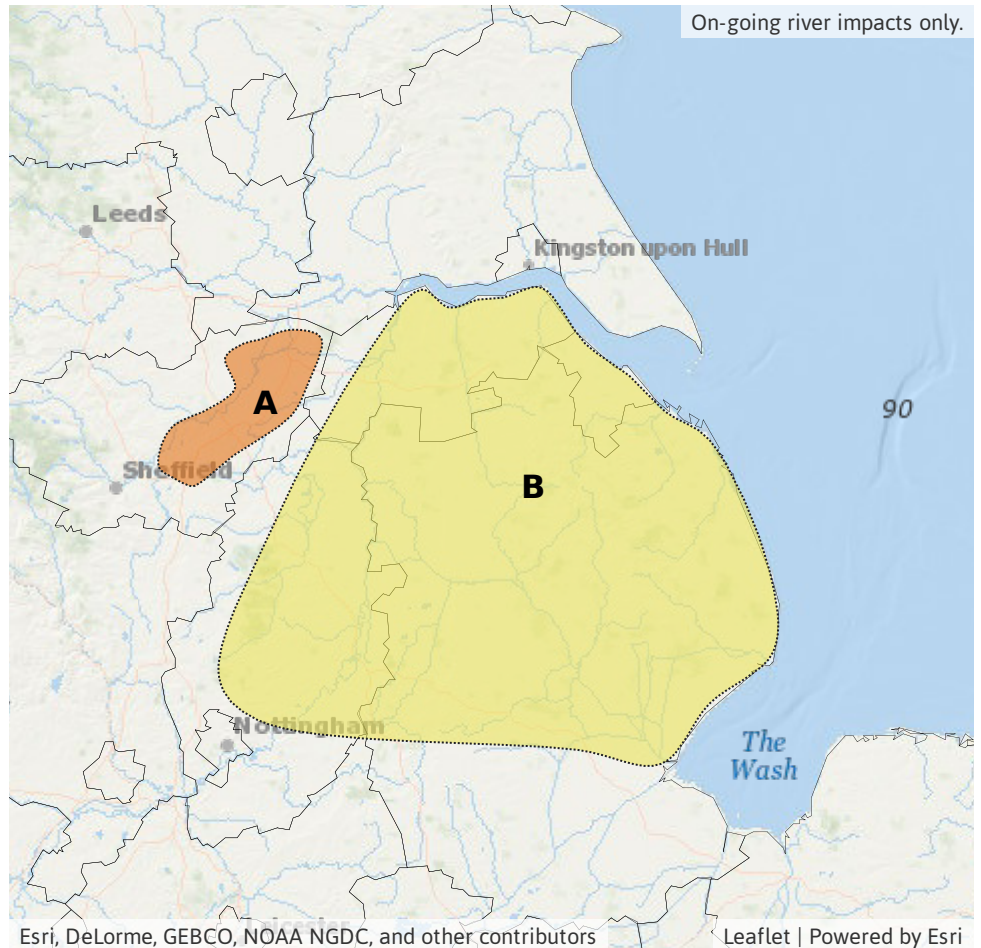 On-going river impacts only.
Leeds
Kingston upon Hull
A
90
Sheffield
B
Nottingham
The
Wash
Leicester
Esri, DeLorme, GEBCO, NOAA NGDC, and other contributors
Leaflet | Powered by Esri